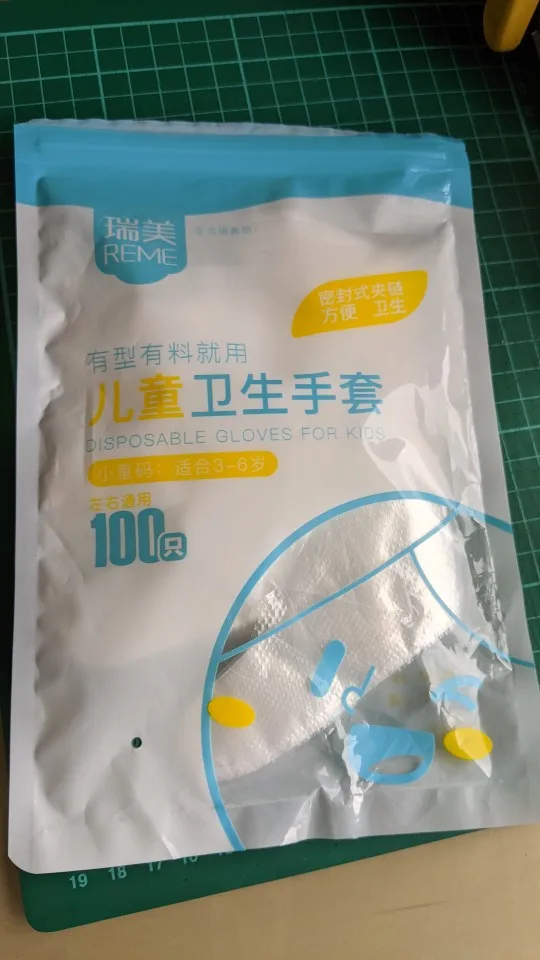 瑞美
REME
密封式夹链
方便 卫生
有型有料就用
儿童卫生手套
DISPOSABLE GLOVES FOR KIDS
小童码：适合3-6岁
左右通用
100只
19 18 17 16